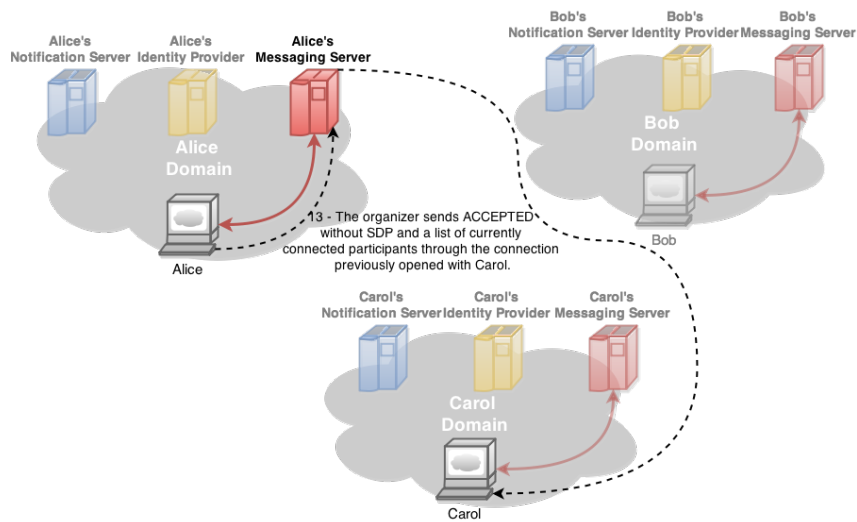 Alice's
Notification Server
Alice's
Identity Provider
Alice's
Messaging Server
Bob's
Notification Server
Bob's
Identity Provider
Bob's
Messaging Server
Alice
Domain
Bob
Domain
13 - The organizer sends ACCEPTED
without SDP and a list of currently
connected participants through the connection
previously opened with Carol.
Alice
Bob
Carol's
Notification Server
Carol's
Identity Provider
Carol's
Messaging Server
Carol
Domain
Carol